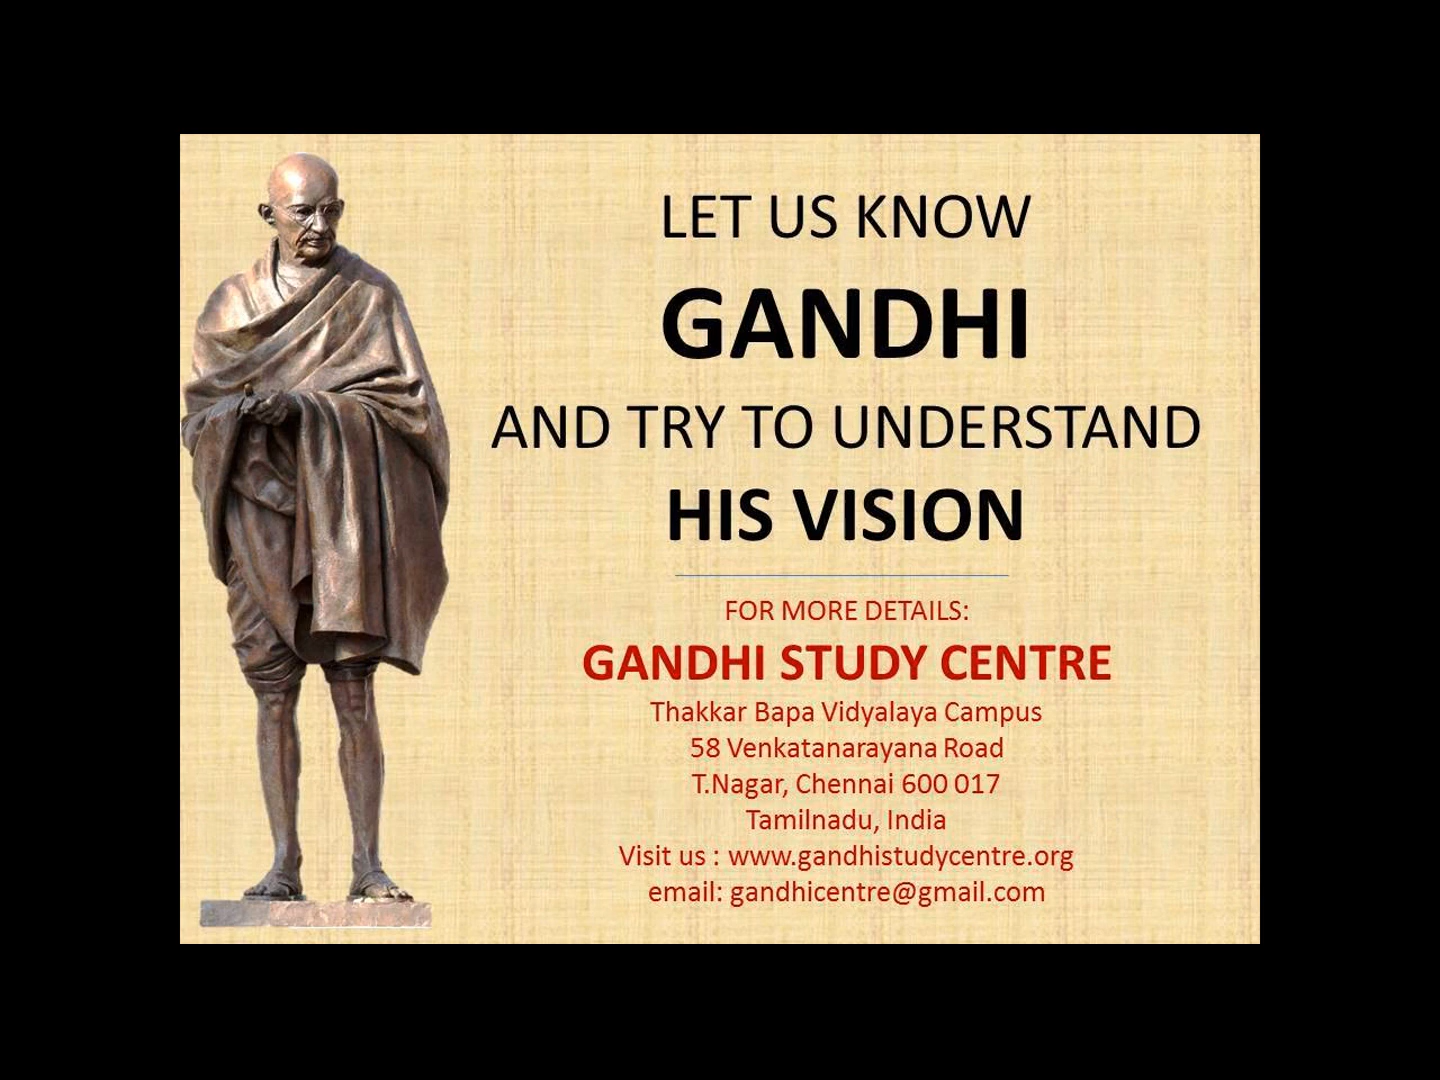 LET US KNOW
GANDHI
AND TRY TO UNDERSTAND
HIS VISION
FOR MORE DETAILS:
GANDHI STUDY CENTRE
Thakkar Bapa Vidyalaya Campus
58 Venkatanarayana Road
T.Nagar, Chennai 600 017
Tamilnadu, India
Visit us : www.gandhistudycentre.org
email: gandhicentre@gmail.com